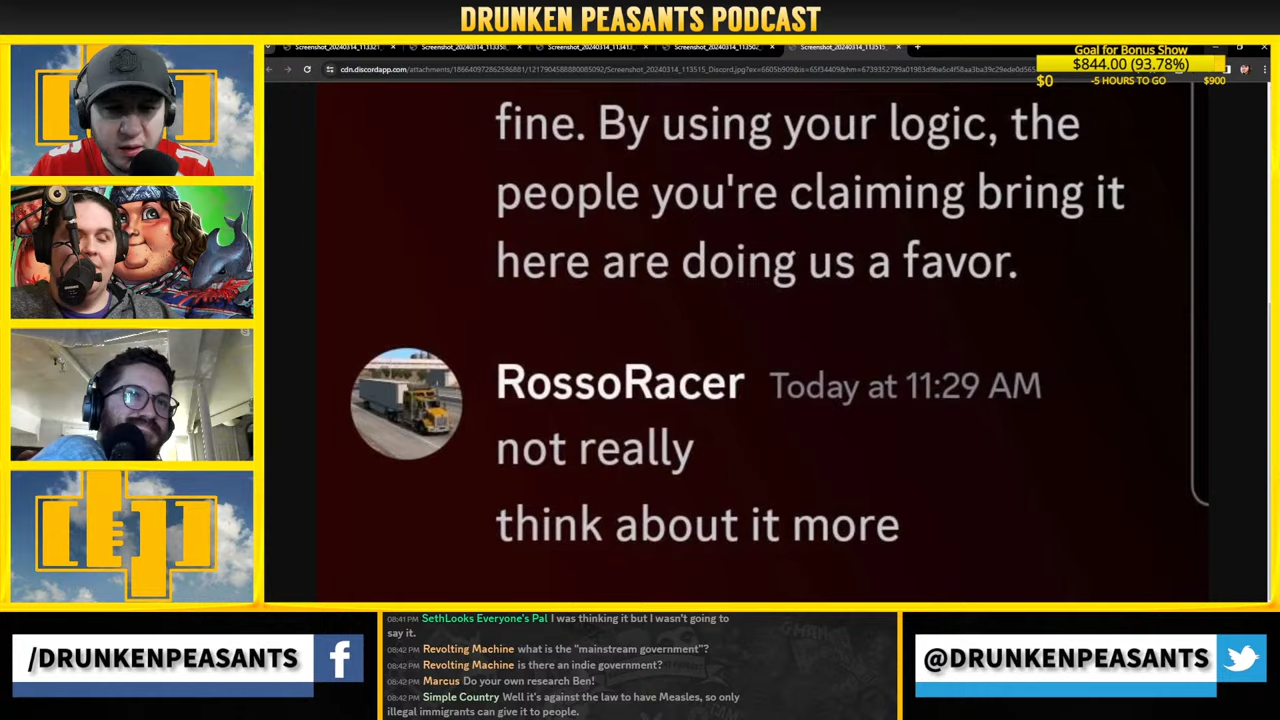 DRUNKEN PEASANTS PODCAST
Goal for Bonus Show
$844.00 (93.78%)
$0
-5 HOURS TO GO
$900
fine. By using your logic, the
people you're claiming bring it
here are doing us a favor.
RossoRacer Today at 11:29 AM
not really
think about it more
08:41 PM SethLooks Everyone's Pal I was thinking it but I wasn't going to
say it.
08:42 PM Revolting Machine what is the "mainstream government"?
08:42 PM Revolting Machine is there an indie government?
08:42 PM Marcus Do your own research Ben!
08:42 PM Simple Country Well it's against the law to have Measles, so only
illegal immigrants can give it to people.
/DRUNKENPEASANTS
@DRUNKENPEASANTS